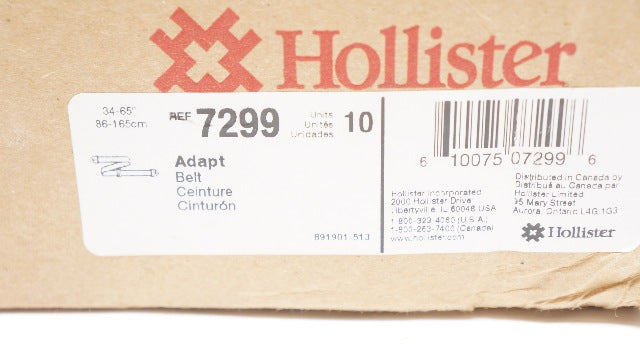 Hollister
34-65"
86-165cm
REF 7299
Units
Unités
Unidades
10
Adapt
Belt
Ceinture
Cinturón
891901-513
6 10075 07299 6
Hollister Incorporated
2000 Hollister Drive
Libertyville, IL 60048 USA
1-800-323-4060 (U.S.A.)
1-800-263-7400 (Canada)
www.hollister.com
Distributed in Canada by
Distribué au Canada par
Hollister Limited
95 Mary Street
Aurora, Ontario L4G 1G3
Hollister